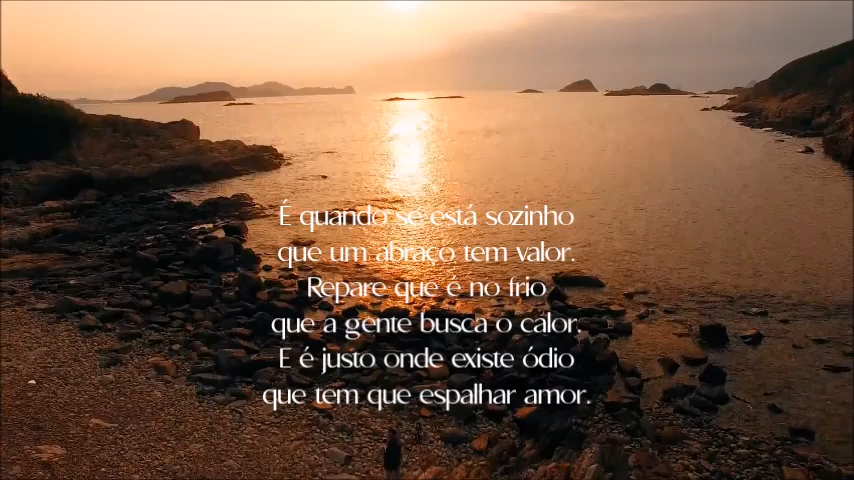 É quando se está sozinho
que um abraço tem valor.
Repare que é no frio
que a gente busca o calor.
E é justo onde existe ódio
que tem que espalhar amor.